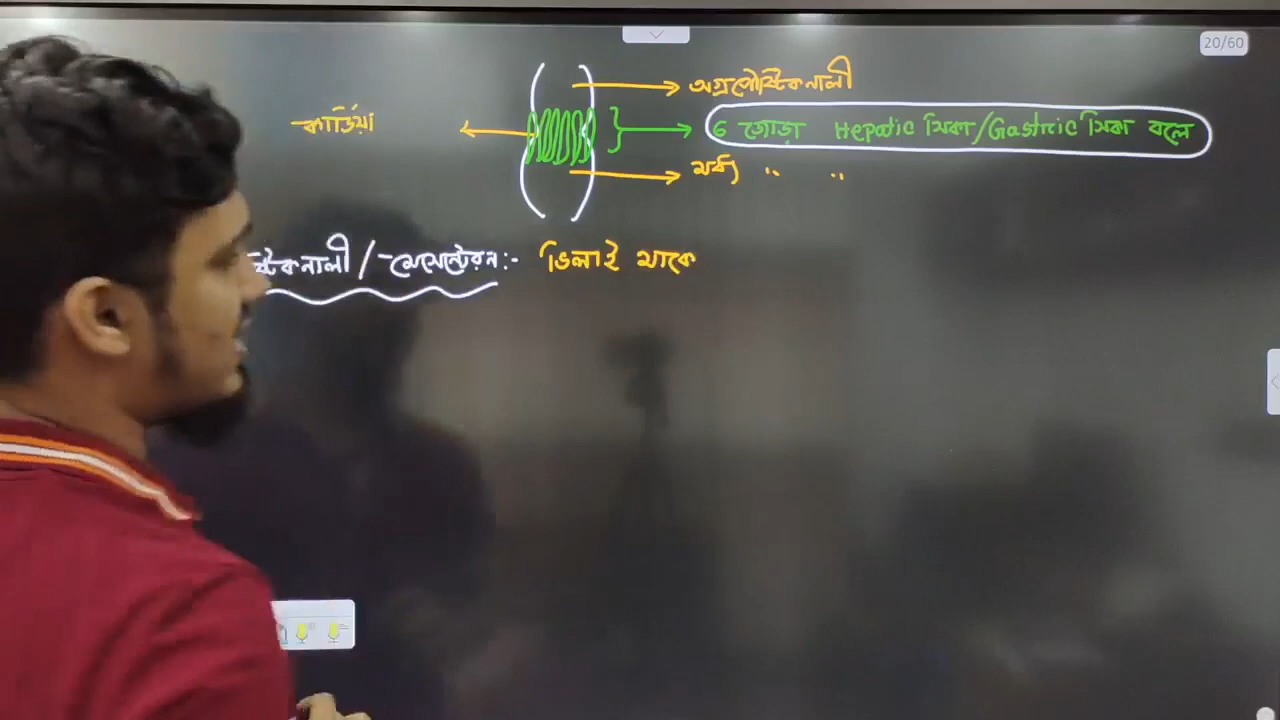 20/60
অগ্রপৌষ্টিকনালী
কার্ডিয়া
6 জোড়া Hepatic সিকা/Gastric সিকা বলে
মধ্য " "
ষ্টিকনালী / মেসেন্টেরন :- ভিলাই থাকে